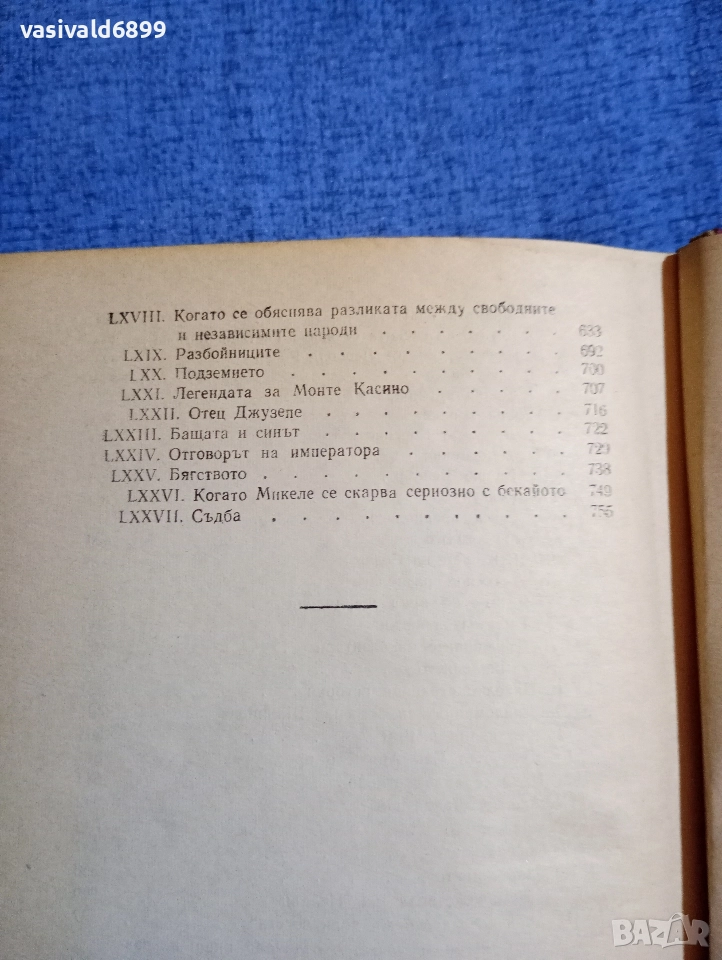 vasivald6899
LXVIII. Когато се обяснява разликата между свободните
и независимите народи . . . . . . . 633
LXIX. Разбойниците . . . . . . . . . 692
LXX. Подземието . . . . . . . . . . 700
LXXI. Легендата за Монте Касино . . . . . 707
LXXII. Отец Джузепе . . . . . . . . . 716
LXXIII. Бащата и синът . . . . . . . . . 722
LXXIV. Отговорът на императора . . . . . . 729
LXXV. Бягството . . . . . . . . . . . 738
LXXVI. Когато Микеле се скарва сериозно с бекайото 749
LXXVII. Съдба . . . . . . . . . . . 755
BAZAR